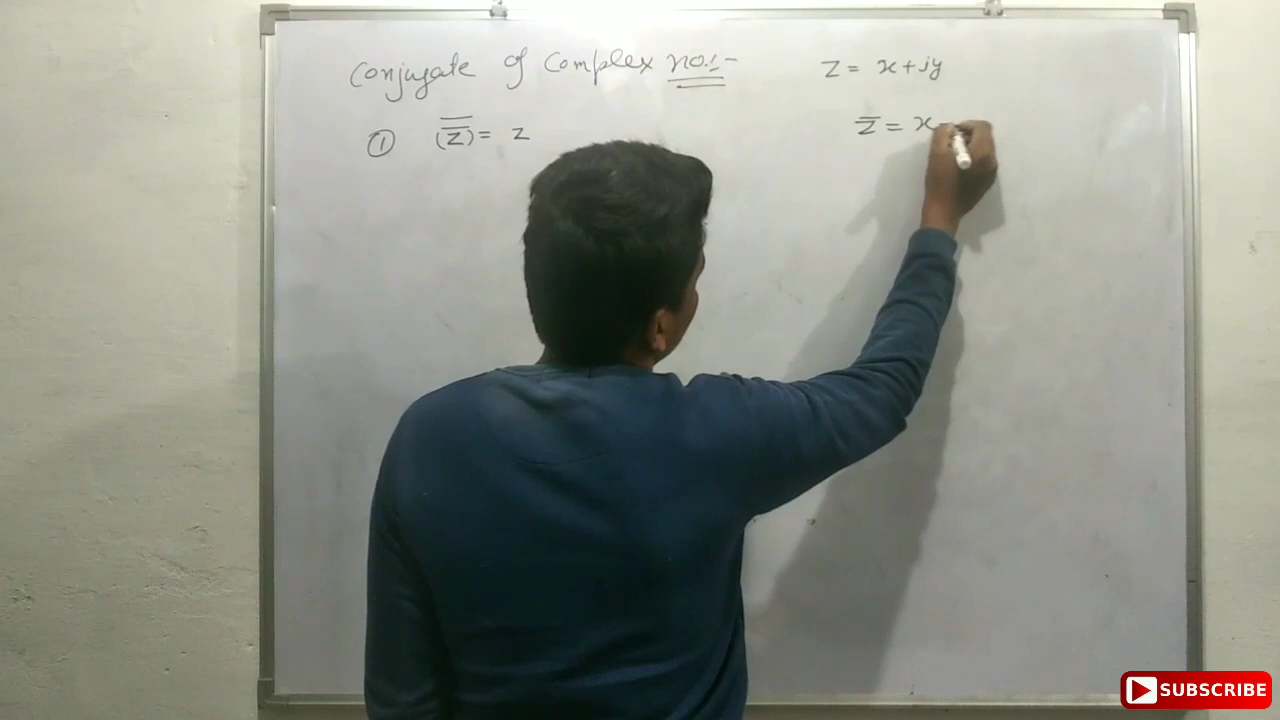 Conjugate of Complex no:-
z = x+iy
① (z̿) = z
z̅ = x-
SUBSCRIBE